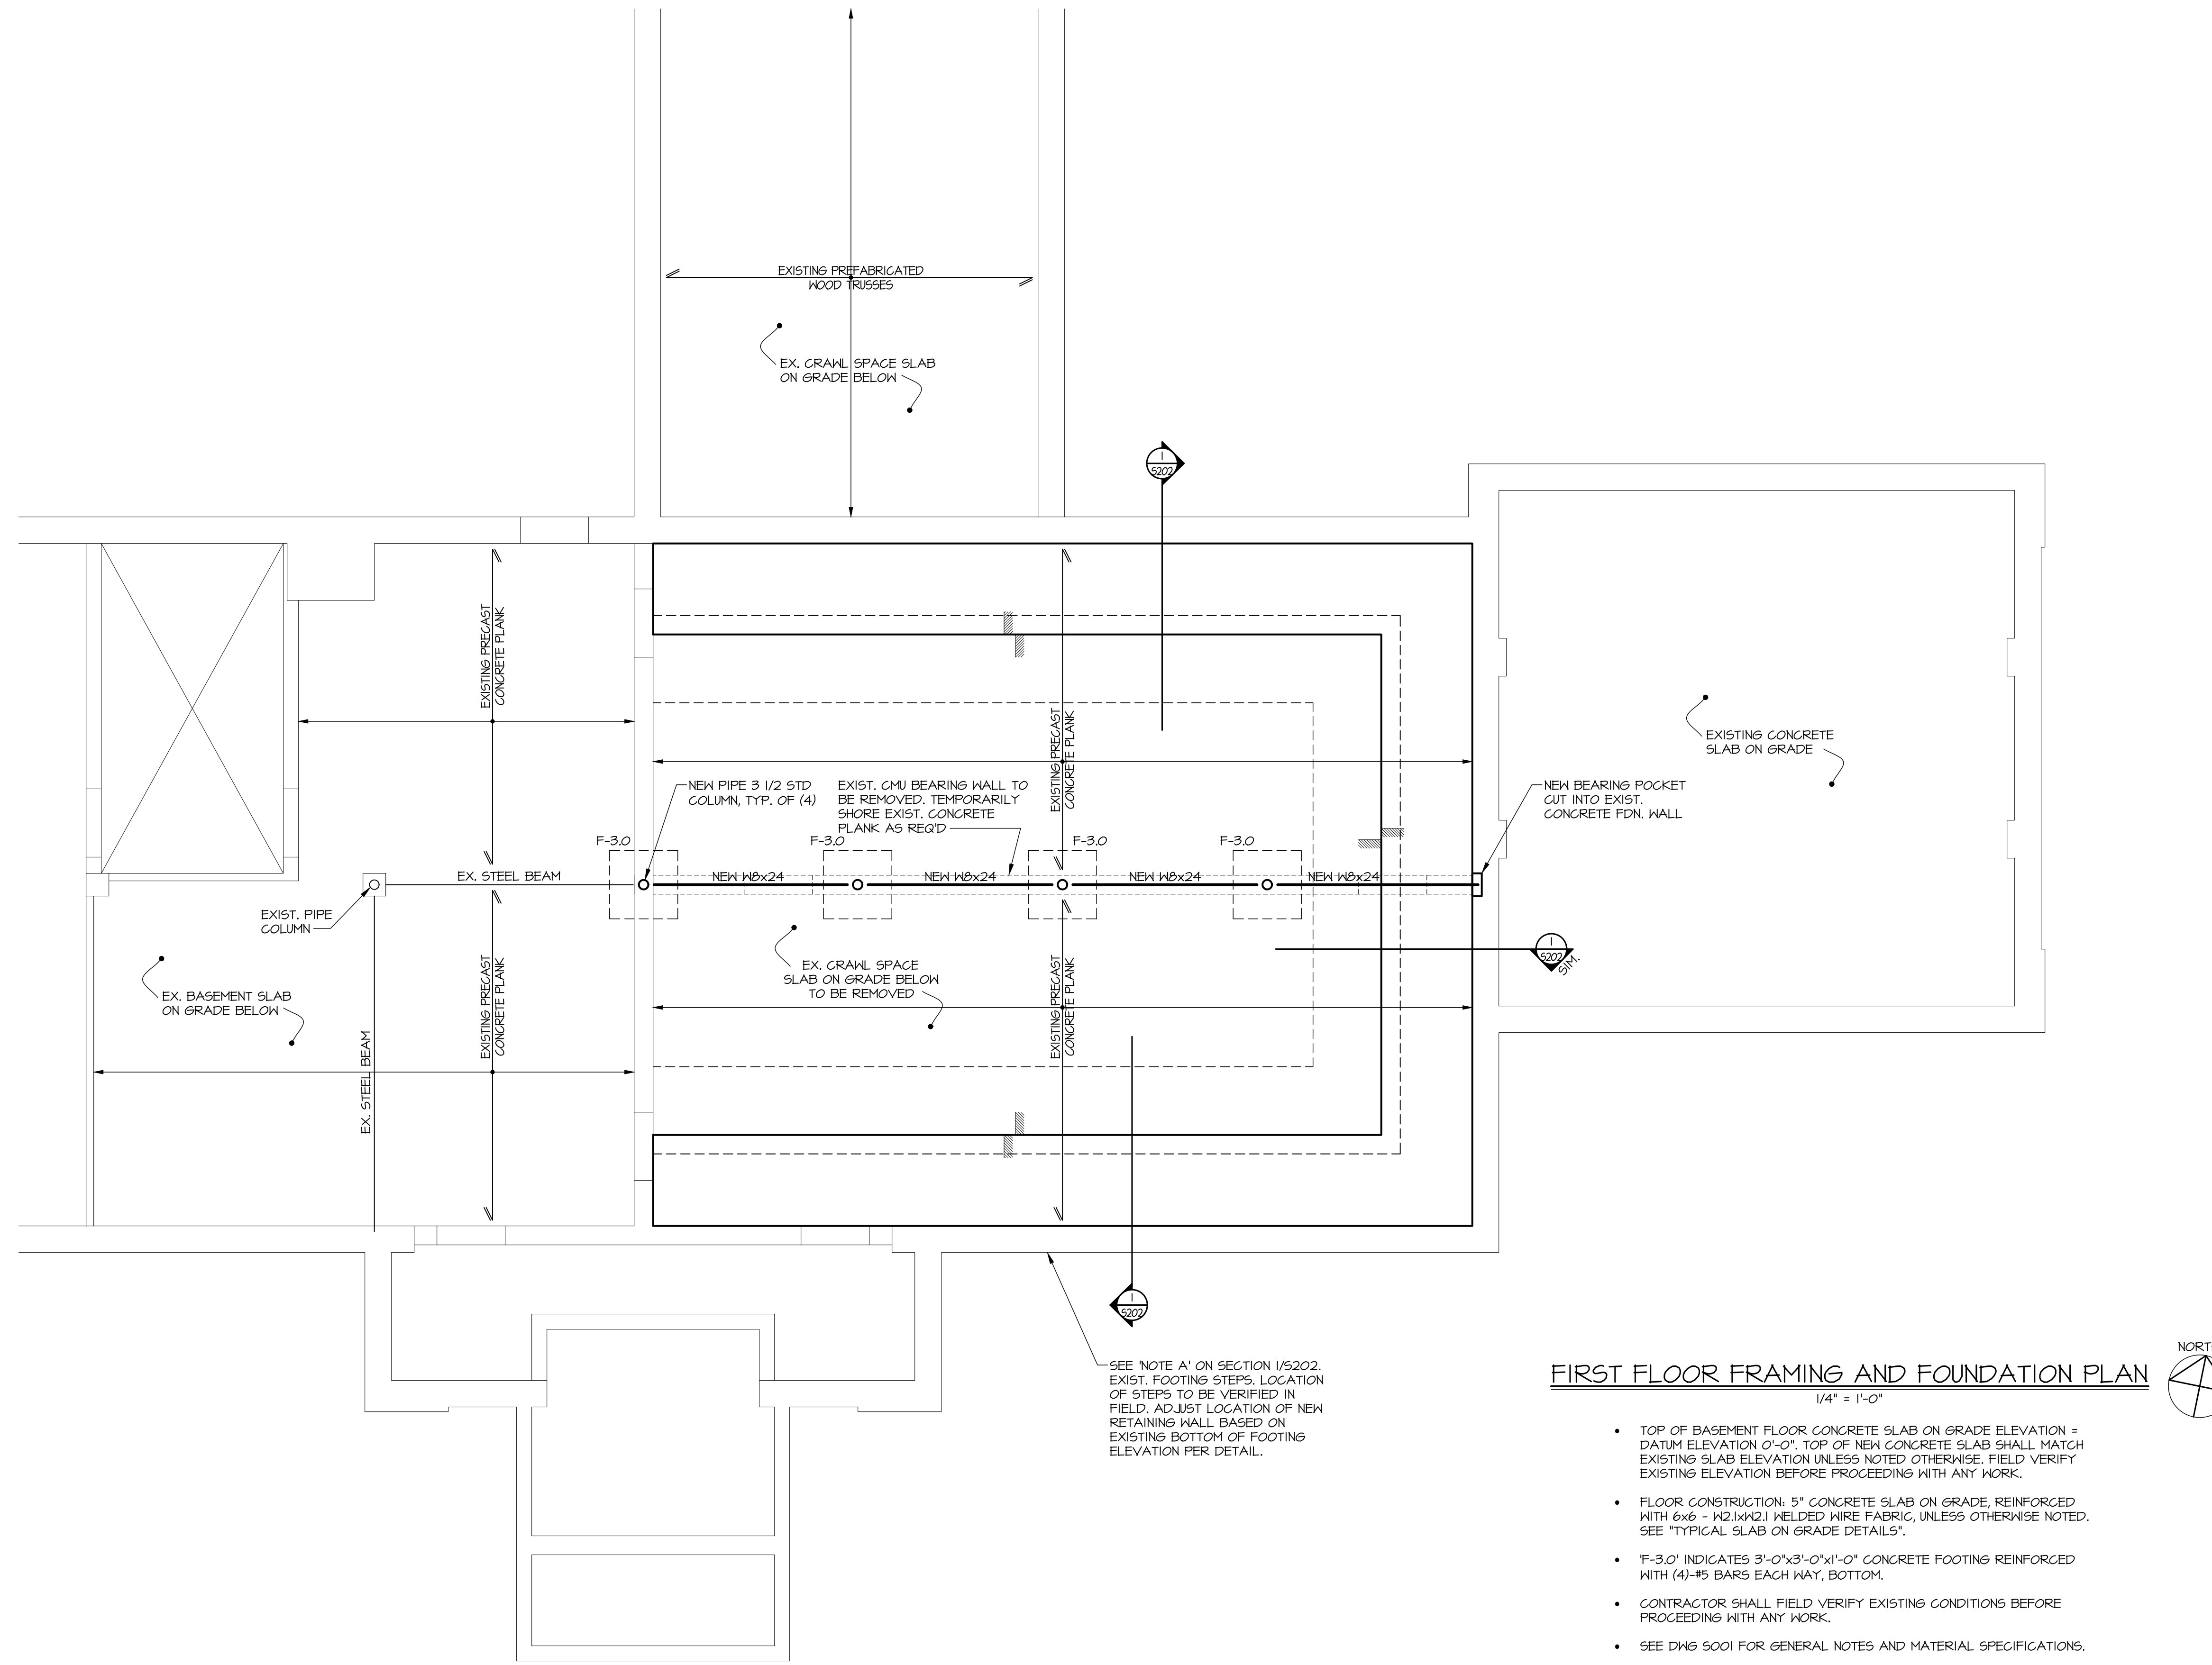 EXISTING PREFABRICATED
WOOD TRUSSES
EX. CRAWL SPACE SLAB
ON GRADE BELOW
1
S202
EXISTING PRECAST
CONCRETE PLANK
EXISTING PRECAST
CONCRETE PLANK
EXISTING CONCRETE
SLAB ON GRADE
NEW PIPE 3 1/2 STD
COLUMN, TYP. OF (4)
EXIST. CMU BEARING WALL TO
BE REMOVED. TEMPORARILY
SHORE EXIST. CONCRETE
PLANK AS REQ'D
NEW BEARING POCKET
CUT INTO EXIST.
CONCRETE FDN. WALL
F-3.0
F-3.0
F-3.0
F-3.0
EX. STEEL BEAM
NEW W8x24
NEW W8x24
NEW W8x24
NEW W8x24
EXIST. PIPE
COLUMN
EX. CRAWL SPACE
SLAB ON GRADE BELOW
TO BE REMOVED
1
S202
SIM.
EX. BASEMENT SLAB
ON GRADE BELOW
EX. STEEL BEAM
EXISTING PRECAST
CONCRETE PLANK
EXISTING PRECAST
CONCRETE PLANK
1
S202
SEE 'NOTE A' ON SECTION 1/S202.
EXIST. FOOTING STEPS. LOCATION
OF STEPS TO BE VERIFIED IN
FIELD. ADJUST LOCATION OF NEW
RETAINING WALL BASED ON
EXISTING BOTTOM OF FOOTING
ELEVATION PER DETAIL.
NORT
FIRST FLOOR FRAMING AND FOUNDATION PLAN
1/4" = 1'-0"
• TOP OF BASEMENT FLOOR CONCRETE SLAB ON GRADE ELEVATION =
DATUM ELEVATION 0'-0". TOP OF NEW CONCRETE SLAB SHALL MATCH
EXISTING SLAB ELEVATION UNLESS NOTED OTHERWISE. FIELD VERIFY
EXISTING ELEVATION BEFORE PROCEEDING WITH ANY WORK.
• FLOOR CONSTRUCTION: 5" CONCRETE SLAB ON GRADE, REINFORCED
WITH 6x6 - W2.1xW2.1 WELDED WIRE FABRIC, UNLESS OTHERWISE NOTED.
SEE "TYPICAL SLAB ON GRADE DETAILS".
• 'F-3.0' INDICATES 3'-0"x3'-0"x1'-0" CONCRETE FOOTING REINFORCED
WITH (4)-#5 BARS EACH WAY, BOTTOM.
• CONTRACTOR SHALL FIELD VERIFY EXISTING CONDITIONS BEFORE
PROCEEDING WITH ANY WORK.
• SEE DWG S001 FOR GENERAL NOTES AND MATERIAL SPECIFICATIONS.